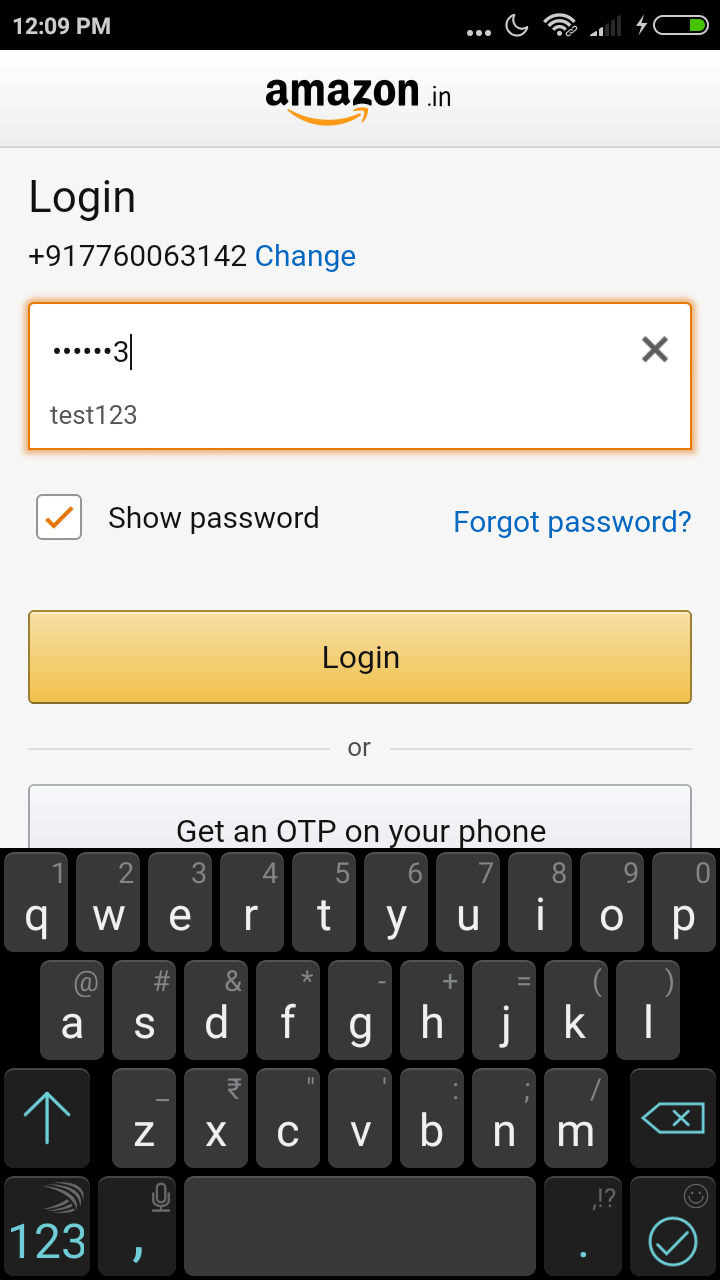 12:09 PM
amazon.in
Login
+917760063142 Change
••••••3
test123
Show password
Forgot password?
Login
or
Get an OTP on your phone
1 2 3 4 5 6 7 8 9 0
q w e r t y u i o p
@ # & * - + = ( )
a s d f g h j k l
_ ₹ " ' : ; /
z x c v b n m
,!?
123 , .